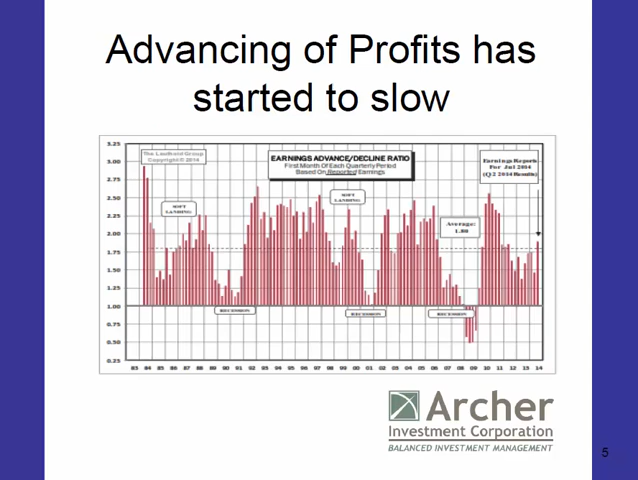 Advancing of Profits has
started to slow
The Leuthold Group
Copyright © 2014
EARNINGS ADVANCE/DECLINE RATIO
First Month Of Each Quarterly Period
Based On Reported Earnings
Earnings Reports
For Jul 2014
(Q2 2014 Results)
SOFT
LANDING
SOFT
LANDING
Average:
1.80
RECESSION
RECESSION
RECESSION
3.25
3.00
2.75
2.50
2.25
2.00
1.75
1.50
1.25
1.00
0.75
0.50
0.25
83 84 85 86 87 88 89 90 91 92 93 94 95 96 97 98 99 00 01 02 03 04 05 06 07 08 09 10 11 12 13 14
Archer
Investment Corporation
BALANCED INVESTMENT MANAGEMENT
5